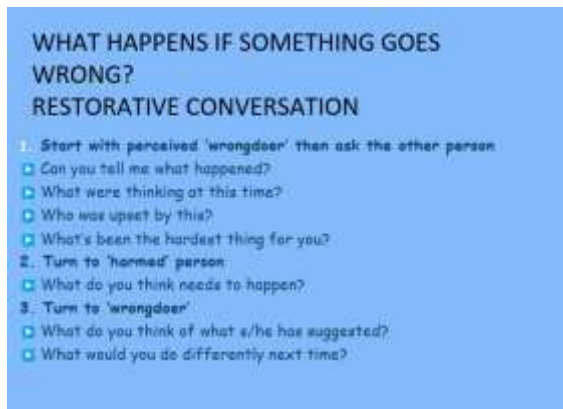 WHAT HAPPENS IF SOMETHING GOES
WRONG?
RESTORATIVE CONVERSATION
1. Start with perceived 'wrongdoer' then ask the other person
Can you tell me what happened?
What were thinking at this time?
Who was upset by this?
What's been the hardest thing for you?
2. Turn to 'harmed' person
What do you think needs to happen?
3. Turn to 'wrongdoer'
What do you think of what s/he has suggested?
What would you do differently next time?